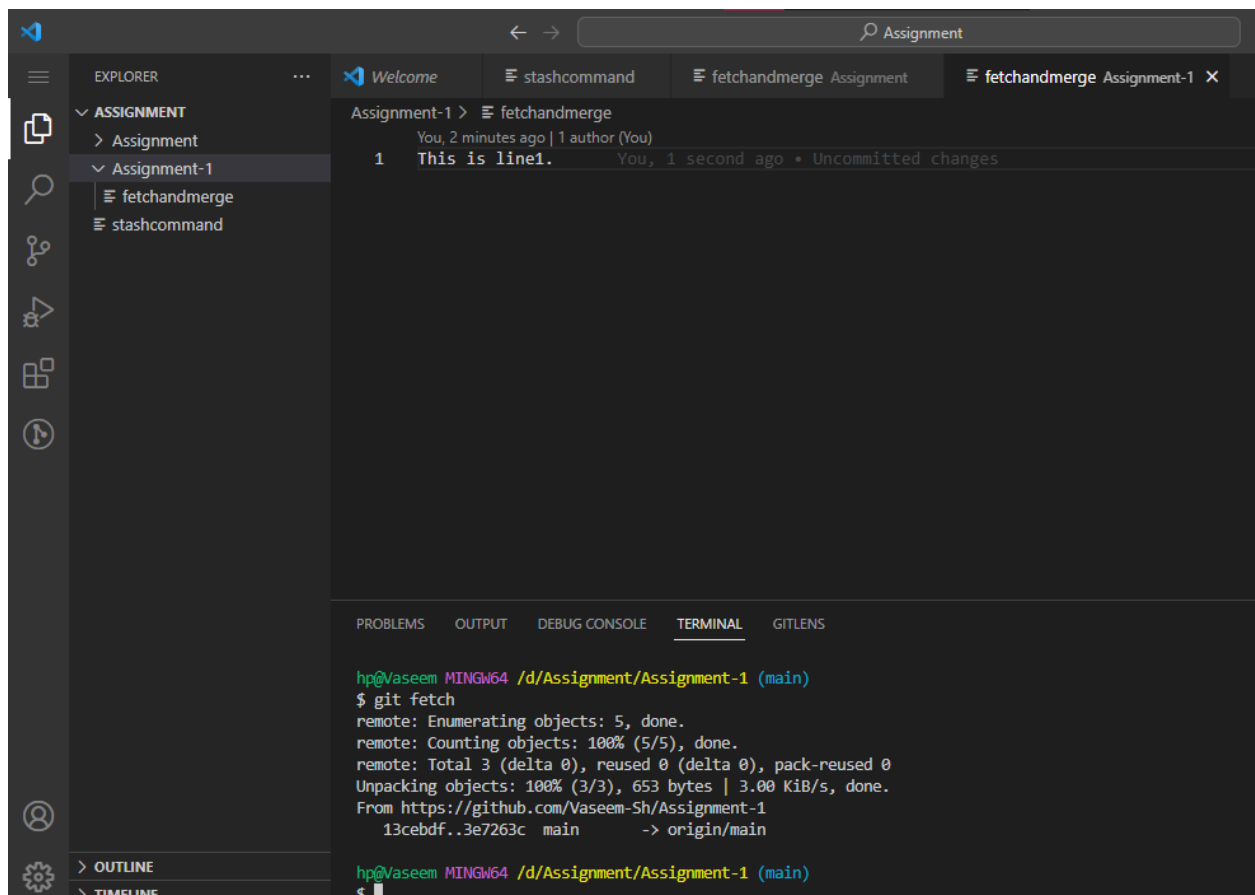 Assignment
EXPLORER ...
Welcome
stashcommand
fetchandmerge Assignment
fetchandmerge Assignment-1
ASSIGNMENT
Assignment
Assignment-1
fetchandmerge
stashcommand
Assignment-1 > fetchandmerge
You, 2 minutes ago | 1 author (You)
1 This is line1. You, 1 second ago • Uncommitted changes
PROBLEMS OUTPUT DEBUG CONSOLE TERMINAL GITLENS
hp@Vaseem MINGW64 /d/Assignment/Assignment-1 (main)
$ git fetch
remote: Enumerating objects: 5, done.
remote: Counting objects: 100% (5/5), done.
remote: Total 3 (delta 0), reused 0 (delta 0), pack-reused 0
Unpacking objects: 100% (3/3), 653 bytes | 3.00 KiB/s, done.
From https://github.com/Vaseem-Sh/Assignment-1
   13cebdf..3e7263c  main       -> origin/main
hp@Vaseem MINGW64 /d/Assignment/Assignment-1 (main)
$
OUTLINE
TIMELINE